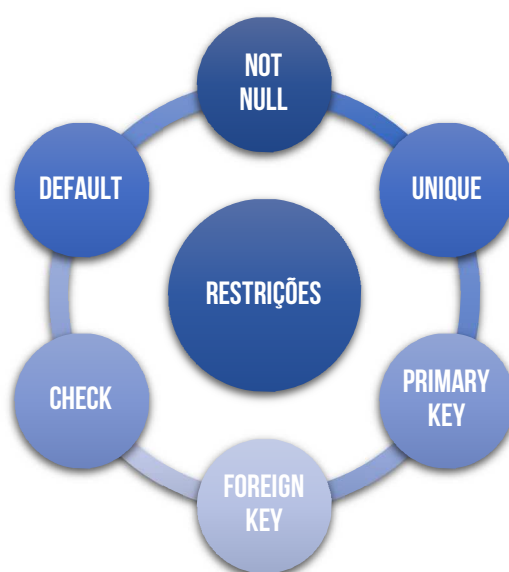 NOT
NULL
DEFAULT
UNIQUE
RESTRIÇÕES
CHECK
PRIMARY
KEY
FOREIGN
KEY